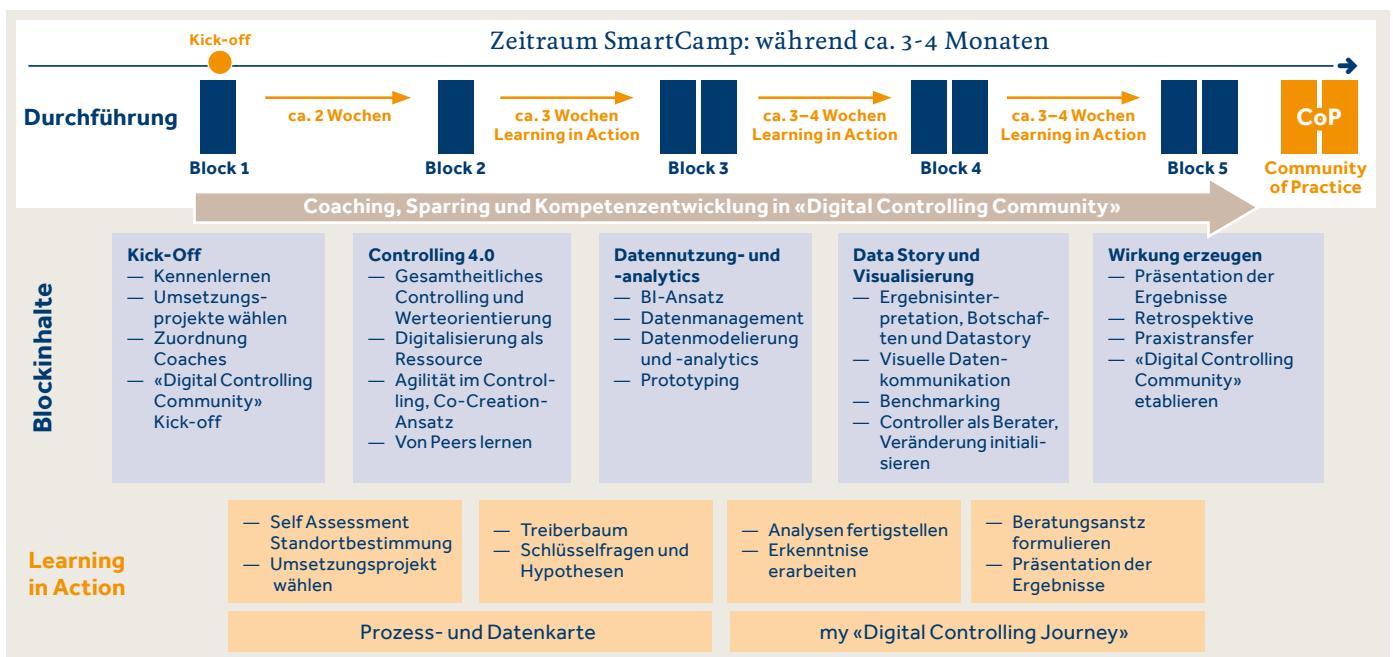 Kick-off
Zeitraum SmartCamp: während ca. 3-4 Monaten
Durchführung
ca. 2 Wochen
ca. 3 Wochen
Learning in Action
ca. 3–4 Wochen
Learning in Action
ca. 3–4 Wochen
Learning in Action
CoP
Block 1
Block 2
Block 3
Block 4
Block 5
Community
of Practice
Coaching, Sparring und Kompetenzentwicklung in «Digital Controlling Community»
Blockinhalte
Kick-Off
— Kennenlernen
— Umsetzungs-
projekte wählen
— Zuordnung
Coaches
— «Digital Controlling
Community»
Kick-off
Controlling 4.0
— Gesamtheitliches
Controlling und
Werteorientierung
— Digitalisierung als
Ressource
— Agilität im Control-
ling, Co-Creation-
Ansatz
— Von Peers lernen
Datennutzung- und
-analytics
— BI-Ansatz
— Datenmanagement
— Datenmodelierung
und -analytics
— Prototyping
Data Story und
Visualisierung
— Ergebnisinter-
pretation, Botschaf-
ten und Datastory
— Visuelle Daten-
kommunikation
— Benchmarking
— Controller als Berater,
Veränderung initiali-
sieren
Wirkung erzeugen
— Präsentation der
Ergebnisse
— Retrospektive
— Praxistransfer
— «Digital Controlling
Community»
etablieren
Learning
in Action
— Self Assessment
Standortbestimmung
— Umsetzungsprojekt
wählen
— Treiberbaum
— Schlüsselfragen und
Hypothesen
— Analysen fertigstellen
— Erkenntnise
erarbeiten
— Beratungsanstz
formulieren
— Präsentation der
Ergebnisse
Prozess- und Datenkarte
my «Digital Controlling Journey»